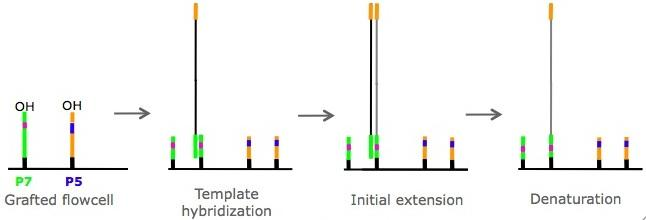 OH OH
P7 P5
Grafted flowcell
Template
hybridization
Initial extension
Denaturation